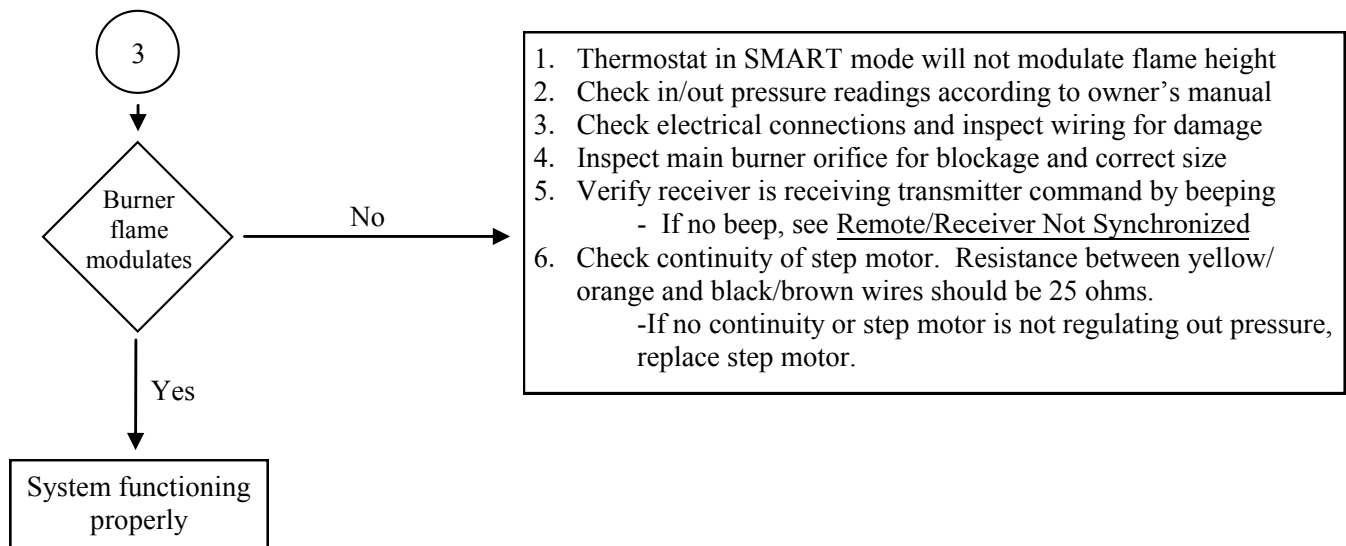 3
Burner
flame
modulates
No
1. Thermostat in SMART mode will not modulate flame height
2. Check in/out pressure readings according to owner’s manual
3. Check electrical connections and inspect wiring for damage
4. Inspect main burner orifice for blockage and correct size
5. Verify receiver is receiving transmitter command by beeping
- If no beep, see Remote/Receiver Not Synchronized
6. Check continuity of step motor. Resistance between yellow/
orange and black/brown wires should be 25 ohms.
-If no continuity or step motor is not regulating out pressure,
replace step motor.
Yes
System functioning
properly